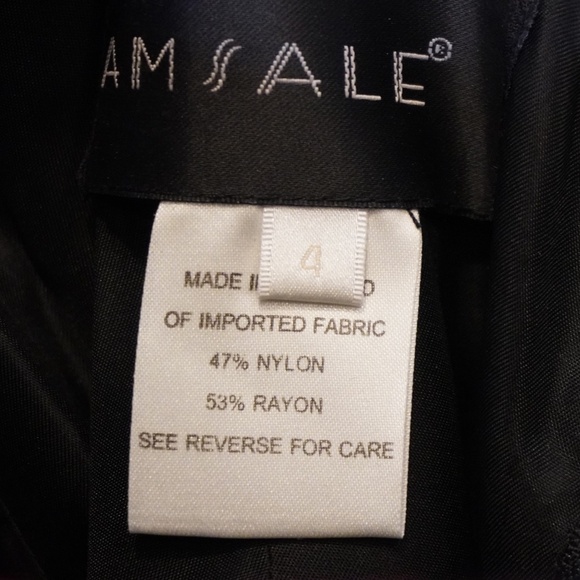 AMSALE®
4
MADE I
D
OF IMPORTED FABRIC
47% NYLON
53% RAYON
SEE REVERSE FOR CARE